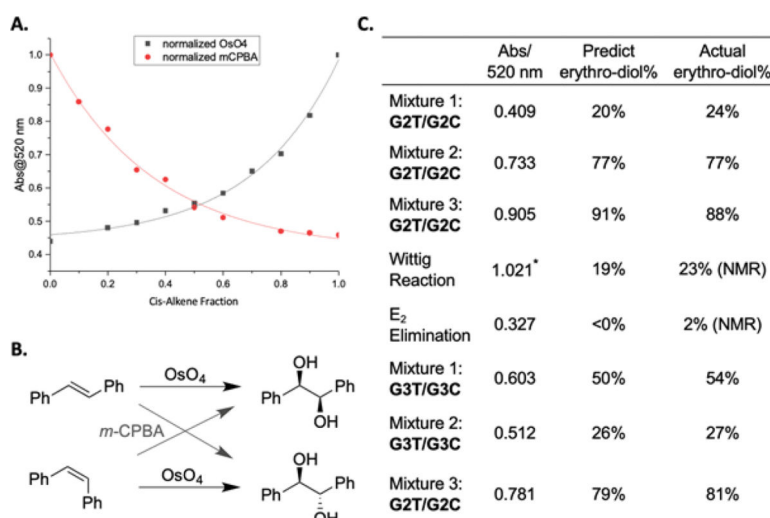 A.
normalized OsO4
normalized mCPBA
Abs@520 nm
1.0
0.9
0.8
0.7
0.6
0.5
0.4
0.0 0.2 0.4 0.6 0.8 1.0
Cis-Alkene Fraction
B.
Ph
Ph
OsO₄
OH
Ph
Ph
OH
m-CPBA
Ph
Ph
OsO₄
OH
Ph
Ph
OH
C.
Abs/ 520 nm Predict erythro-diol% Actual erythro-diol%
Mixture 1: G2T/G2C 0.409 20% 24%
Mixture 2: G2T/G2C 0.733 77% 77%
Mixture 3: G2T/G2C 0.905 91% 88%
Wittig Reaction 1.021* 19% 23% (NMR)
E₂ Elimination 0.327 <0% 2% (NMR)
Mixture 1: G3T/G3C 0.603 50% 54%
Mixture 2: G3T/G3C 0.512 26% 27%
Mixture 3: G2T/G2C 0.781 79% 81%